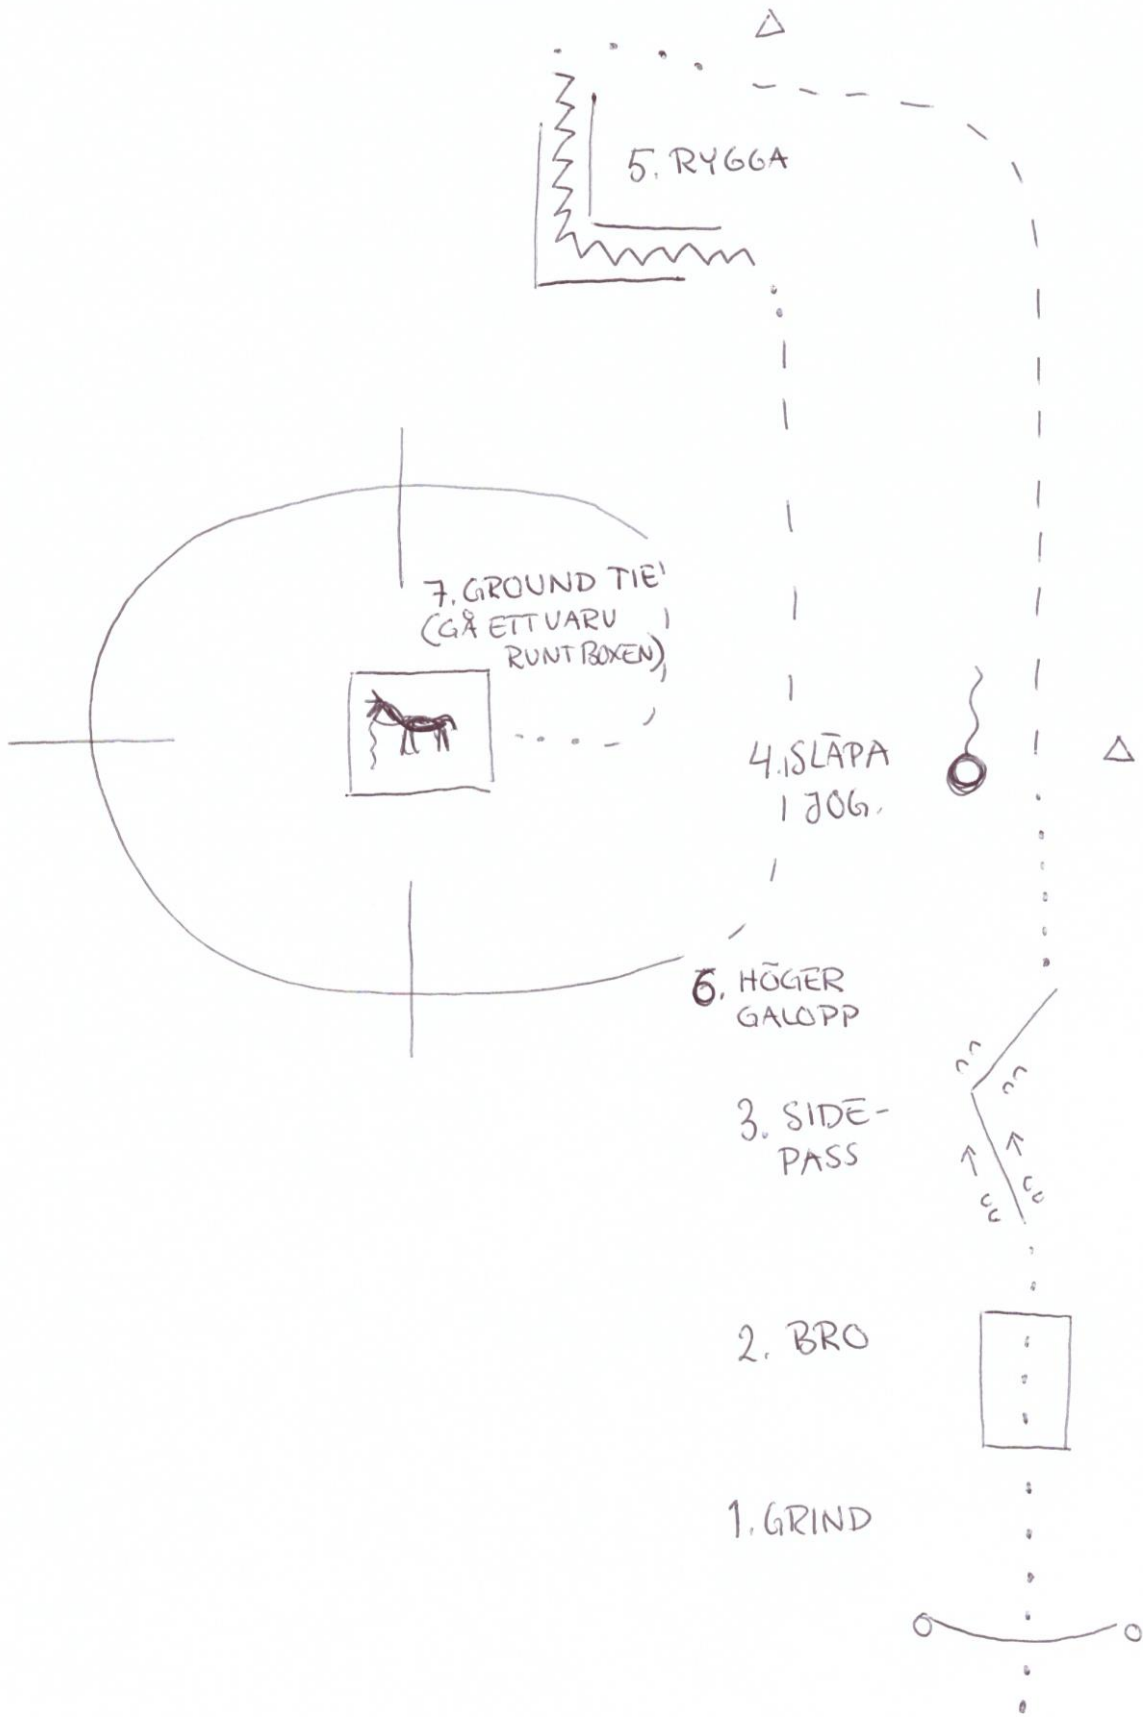 5. RYGGA
7. GROUND TIE
(GÅ ETT VARV
RUNT BOXEN)
4. SLÄPA
I JOG.
6. HÖGER
GALOPP
3. SIDE-
PASS
2. BRO
1. GRIND